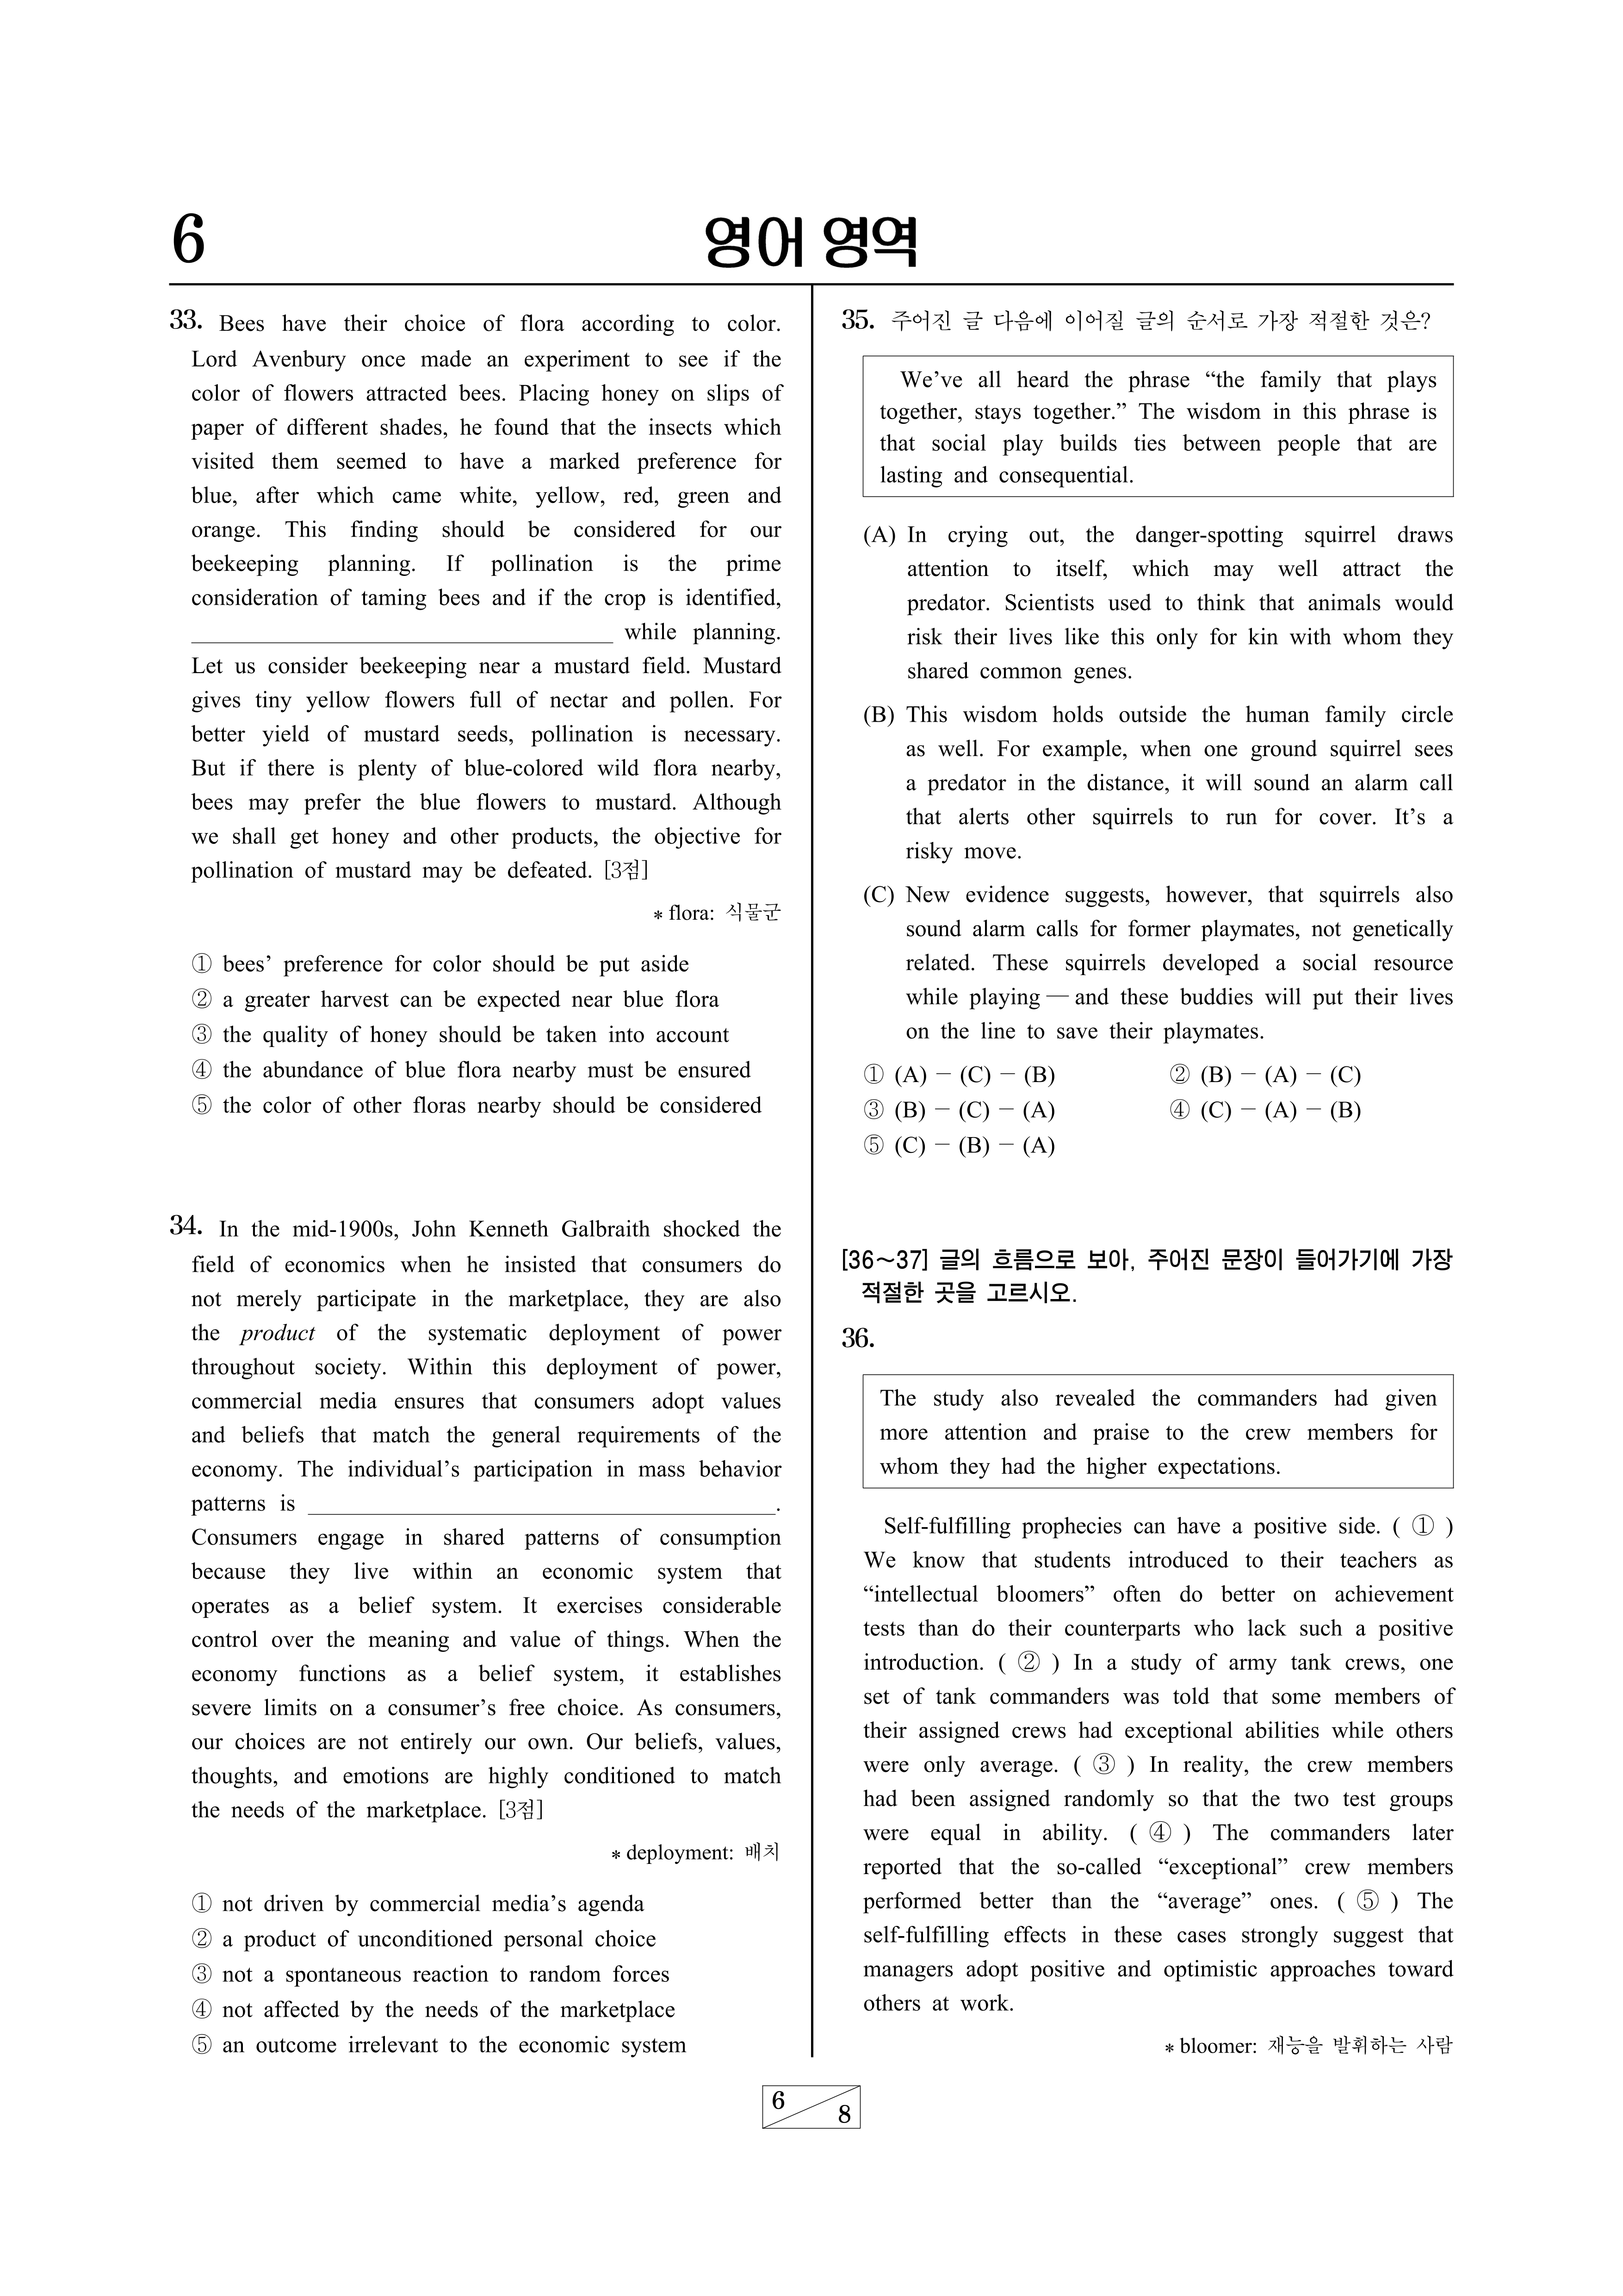 6
영어 영역
33. Bees have their choice of flora according to color.
Lord Avenbury once made an experiment to see if the
color of flowers attracted bees. Placing honey on slips of
paper of different shades, he found that the insects which
visited them seemed to have a marked preference for
blue, after which came white, yellow, red, green and
orange. This finding should be considered for our
beekeeping planning. If pollination is the prime
consideration of taming bees and if the crop is identified,
______________________________ while planning.
Let us consider beekeeping near a mustard field. Mustard
gives tiny yellow flowers full of nectar and pollen. For
better yield of mustard seeds, pollination is necessary.
But if there is plenty of blue-colored wild flora nearby,
bees may prefer the blue flowers to mustard. Although
we shall get honey and other products, the objective for
pollination of mustard may be defeated. [3점]
* flora: 식물군
① bees’ preference for color should be put aside
② a greater harvest can be expected near blue flora
③ the quality of honey should be taken into account
④ the abundance of blue flora nearby must be ensured
⑤ the color of other floras nearby should be considered
34. In the mid-1900s, John Kenneth Galbraith shocked the
field of economics when he insisted that consumers do
not merely participate in the marketplace, they are also
the product of the systematic deployment of power
throughout society. Within this deployment of power,
commercial media ensures that consumers adopt values
and beliefs that match the general requirements of the
economy. The individual’s participation in mass behavior
patterns is ______________________________.
Consumers engage in shared patterns of consumption
because they live within an economic system that
operates as a belief system. It exercises considerable
control over the meaning and value of things. When the
economy functions as a belief system, it establishes
severe limits on a consumer’s free choice. As consumers,
our choices are not entirely our own. Our beliefs, values,
thoughts, and emotions are highly conditioned to match
the needs of the marketplace. [3점]
* deployment: 배치
① not driven by commercial media’s agenda
② a product of unconditioned personal choice
③ not a spontaneous reaction to random forces
④ not affected by the needs of the marketplace
⑤ an outcome irrelevant to the economic system
35. 주어진 글 다음에 이어질 글의 순서로 가장 적절한 것은?
We’ve all heard the phrase “the family that plays
together, stays together.” The wisdom in this phrase is
that social play builds ties between people that are
lasting and consequential.
(A) In crying out, the danger-spotting squirrel draws
attention to itself, which may well attract the
predator. Scientists used to think that animals would
risk their lives like this only for kin with whom they
shared common genes.
(B) This wisdom holds outside the human family circle
as well. For example, when one ground squirrel sees
a predator in the distance, it will sound an alarm call
that alerts other squirrels to run for cover. It’s a
risky move.
(C) New evidence suggests, however, that squirrels also
sound alarm calls for former playmates, not genetically
related. These squirrels developed a social resource
while playing — and these buddies will put their lives
on the line to save their playmates.
① (A) － (C) － (B) ② (B) － (A) － (C)
③ (B) － (C) － (A) ④ (C) － (A) － (B)
⑤ (C) － (B) － (A)
[36～37] 글의 흐름으로 보아, 주어진 문장이 들어가기에 가장
적절한 곳을 고르시오.
36.
The study also revealed the commanders had given
more attention and praise to the crew members for
whom they had the higher expectations.
Self-fulfilling prophecies can have a positive side. ( ① )
We know that students introduced to their teachers as
“intellectual bloomers” often do better on achievement
tests than do their counterparts who lack such a positive
introduction. ( ② ) In a study of army tank crews, one
set of tank commanders was told that some members of
their assigned crews had exceptional abilities while others
were only average. ( ③ ) In reality, the crew members
had been assigned randomly so that the two test groups
were equal in ability. ( ④ ) The commanders later
reported that the so-called “exceptional” crew members
performed better than the “average” ones. ( ⑤ ) The
self-fulfilling effects in these cases strongly suggest that
managers adopt positive and optimistic approaches toward
others at work.
* bloomer: 재능을 발휘하는 사람
6
8